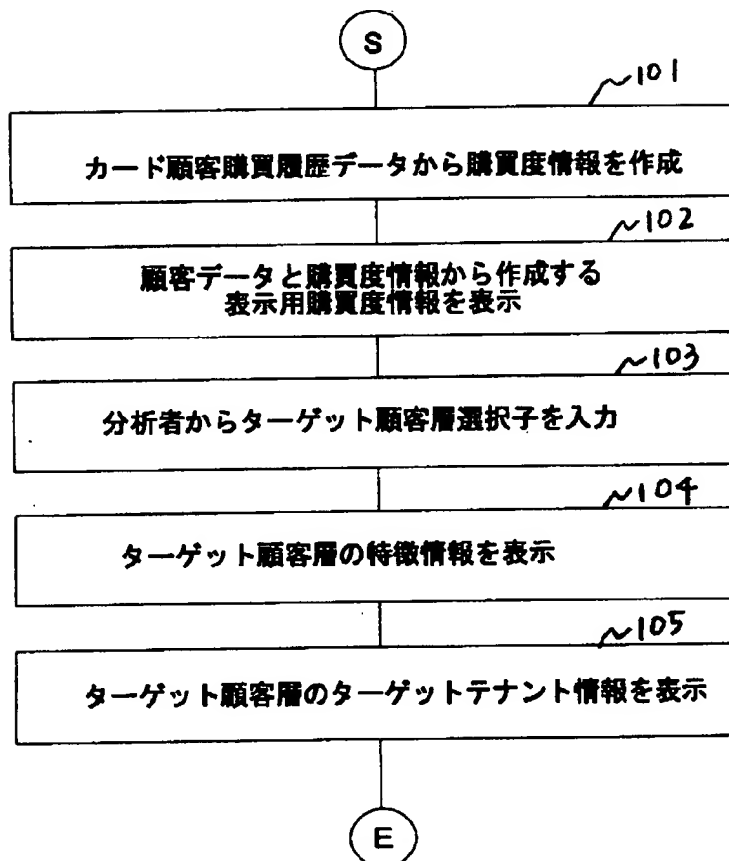 S
101
カード顧客購買履歴データから購買度情報を作成
102
顧客データと購買度情報から作成する
表示用購買度情報を表示
103
分析者からターゲット顧客層選択子を入力
104
ターゲット顧客層の特徴情報を表示
105
ターゲット顧客層のターゲットテナント情報を表示
E